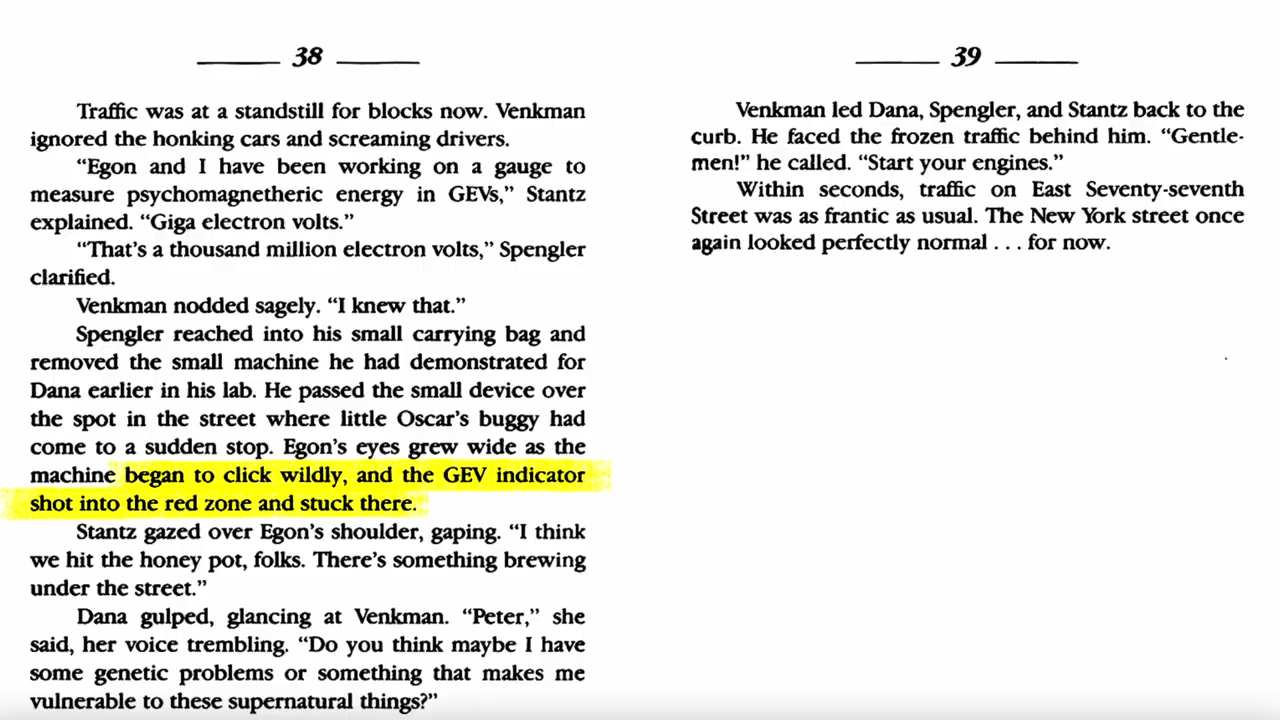 38
Traffic was at a standstill for blocks now. Venkman
ignored the honking cars and screaming drivers.
“Egon and I have been working on a gauge to
measure psychomagnetheric energy in GEVs,” Stantz
explained. “Giga electron volts.”
“That’s a thousand million electron volts,” Spengler
clarified.
Venkman nodded sagely. “I knew that.”
Spengler reached into his small carrying bag and
removed the small machine he had demonstrated for
Dana earlier in his lab. He passed the small device over
the spot in the street where little Oscar’s buggy had
come to a sudden stop. Egon’s eyes grew wide as the
machine began to click wildly, and the GEV indicator
shot into the red zone and stuck there.
Stantz gazed over Egon’s shoulder, gaping. “I think
we hit the honey pot, folks. There’s something brewing
under the street.”
Dana gulped, glancing at Venkman. “Peter,” she
said, her voice trembling. “Do you think maybe I have
some genetic problems or something that makes me
vulnerable to these supernatural things?”
39
Venkman led Dana, Spengler, and Stantz back to the
curb. He faced the frozen traffic behind him. “Gentle-
men!” he called. “Start your engines.”
Within seconds, traffic on East Seventy-seventh
Street was as frantic as usual. The New York street once
again looked perfectly normal . . . for now.